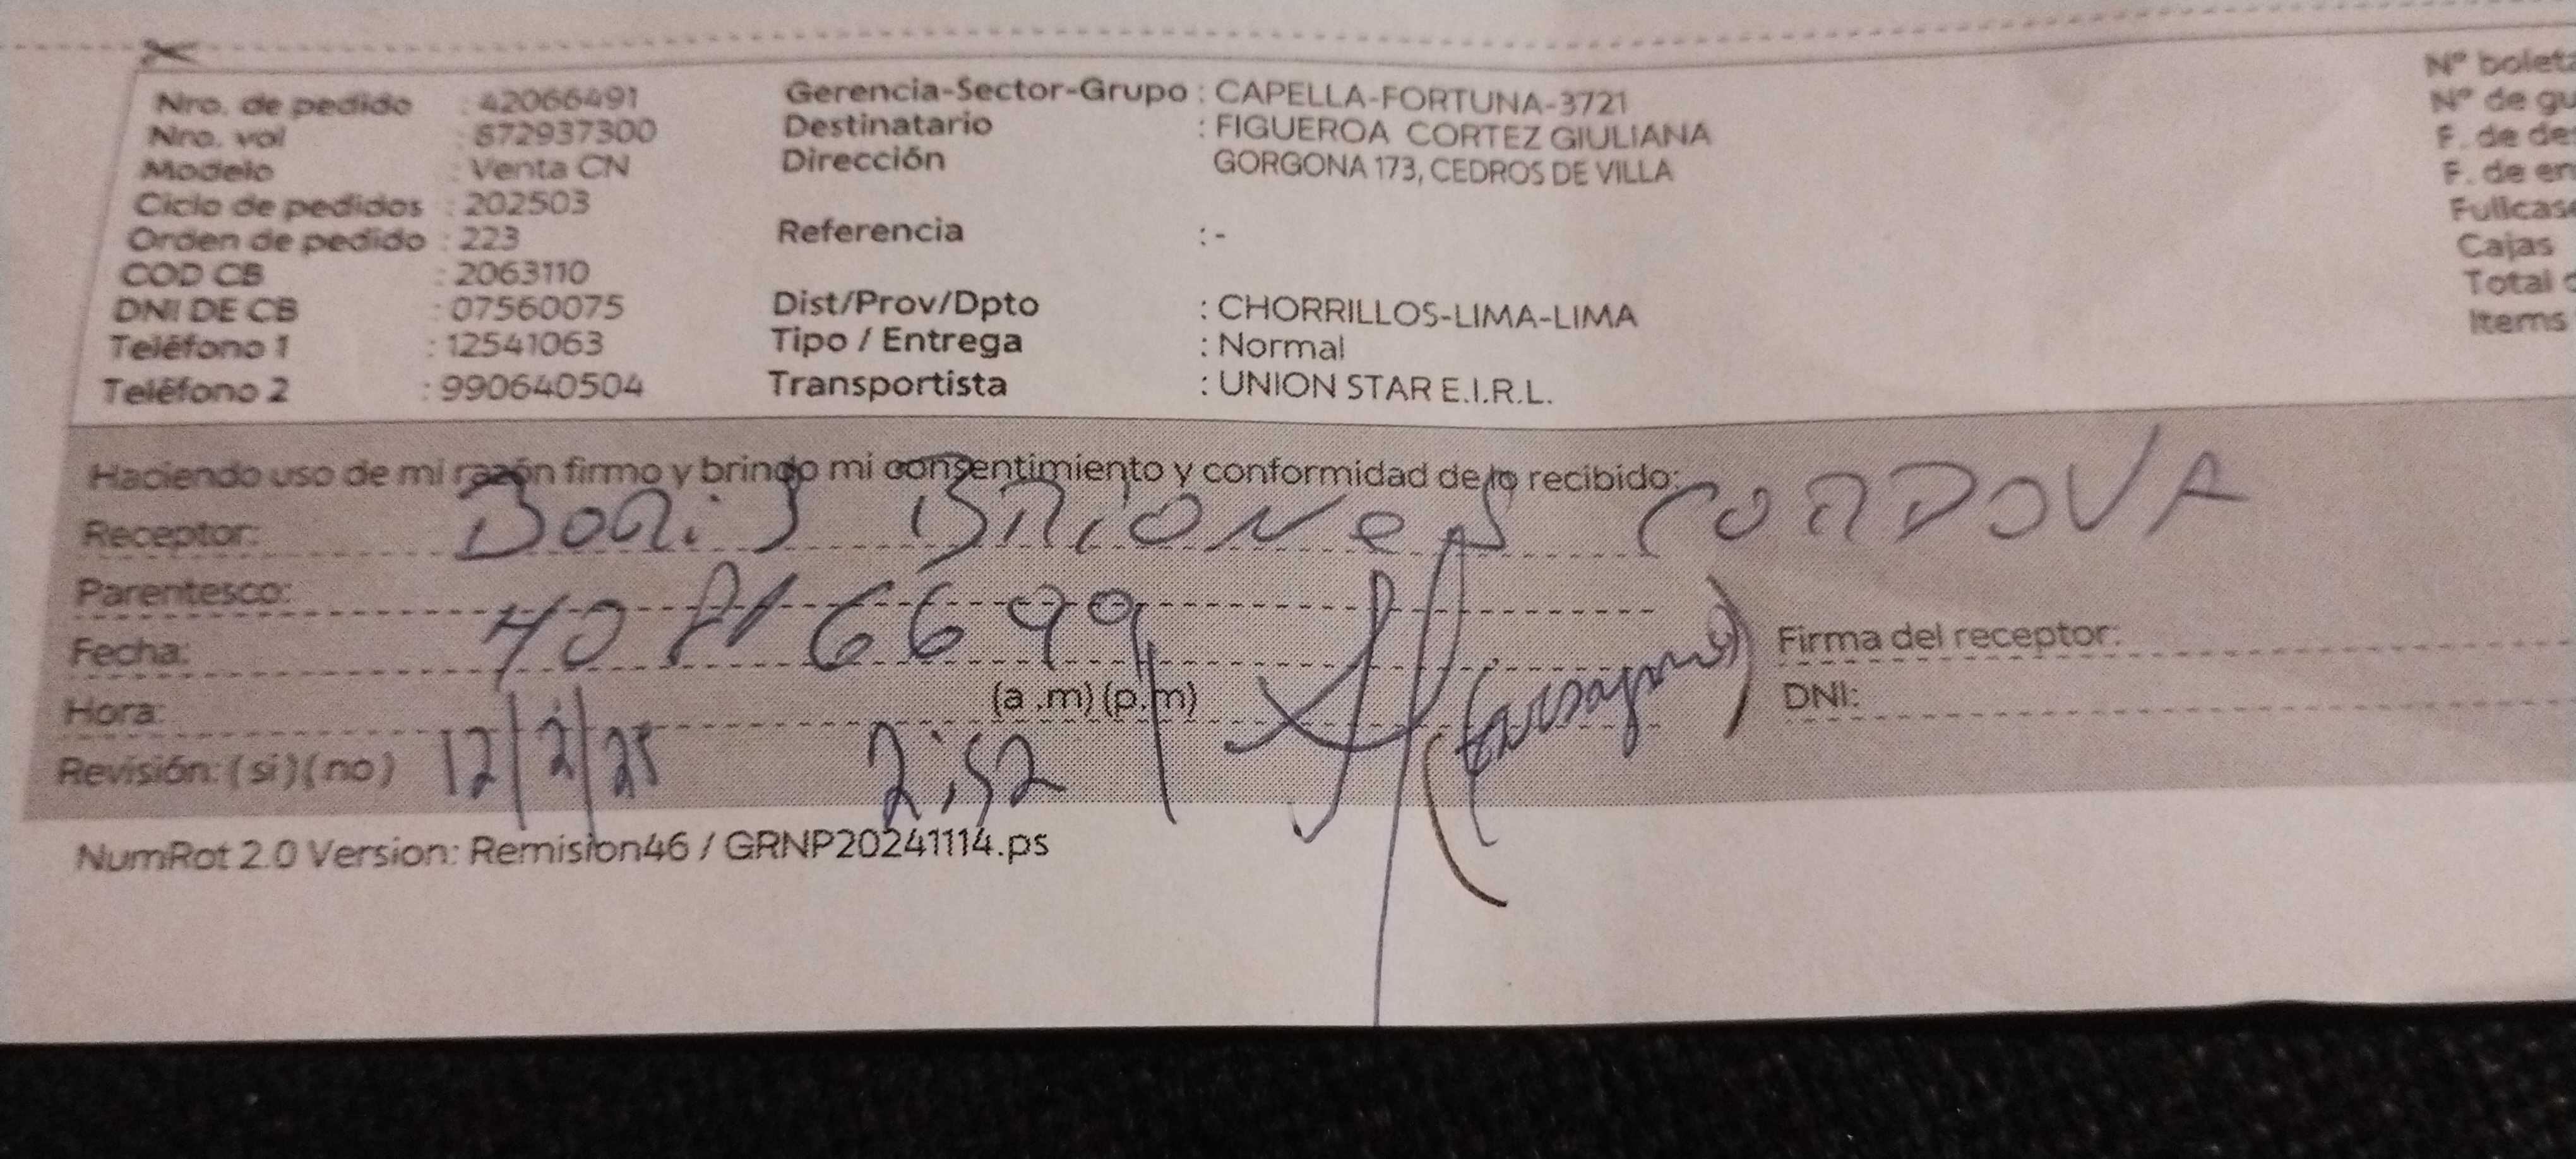 Nro. de pedido : 42066491
Nro. vol : 872937300
Modelo : Venta CN
Ciclo de pedidos : 202503
Orden de pedido : 223
COD CB : 2063110
DNI DE CB : 07560075
Teléfono 1 : 12541063
Teléfono 2 : 990640504
Gerencia-Sector-Grupo : CAPELLA-FORTUNA-3721
Destinatario : FIGUEROA CORTEZ GIULIANA
Dirección GORGONA 173, CEDROS DE VILLA
Referencia : -
Dist/Prov/Dpto : CHORRILLOS-LIMA-LIMA
Tipo / Entrega : Normal
Transportista : UNION STAR E.I.R.L.
Nº boleta
Nº de gu
F. de de
F. de en
Fullcase
Cajas
Total
Items
Haciendo uso de mi razón firmo y brindo mi consentimiento y conformidad de lo recibido:
Receptor: BoRiS BRioNeS CORDOVA
Parentesco:
Fecha:
Hora: (a .m) (p.m)
Revisión: ( si ) ( no ) 12/2/25 2:52
Firma del receptor:
DNI:
NumRot 2.0 Version: Remision46 / GRNP20241114.ps